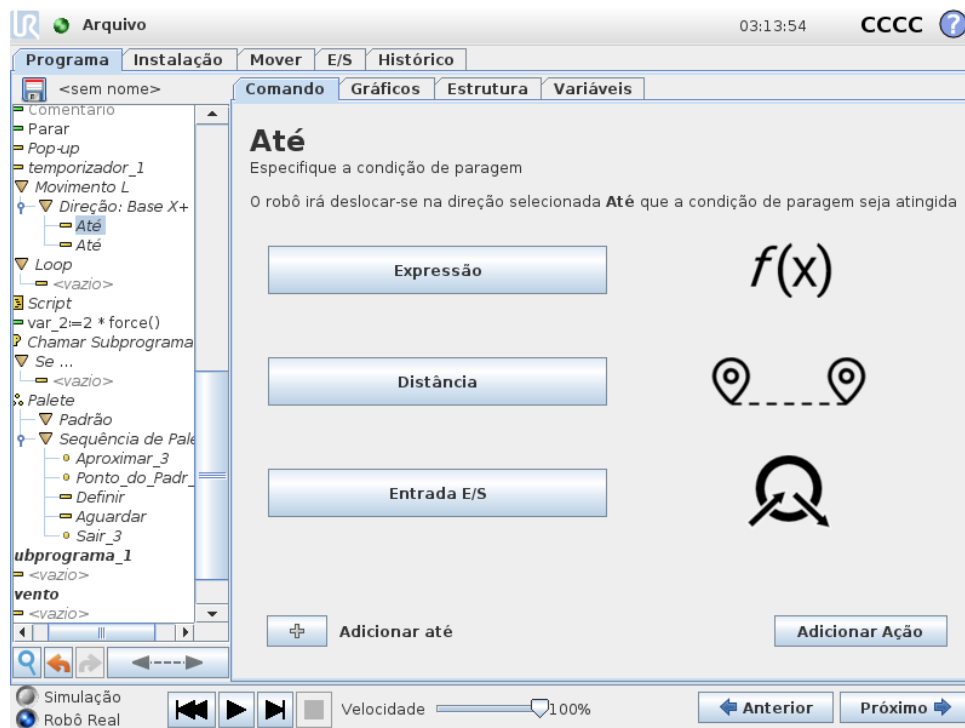 UR Arquivo 03:13:54 CCCC ?
Programa Instalação Mover E/S Histórico
<sem nome> Comando Gráficos Estrutura Variáveis
Comentário
Parar
Pop-up
temporizador_1
Movimento L
Direção: Base X+
Até
Até
Loop
<vazio>
Script
var_2:=2 * force()
Chamar Subprograma
Se ...
<vazio>
Palete
Padrão
Sequência de Pale
Aproximar_3
Ponto_do_Padr_
Definir
Aguardar
Sair_3
ubprograma_1
<vazio>
vento
<vazio>
Até
Especifique a condição de paragem
O robô irá deslocar-se na direção selecionada Até que a condição de paragem seja atingida
Expressão f(x)
Distância
Entrada E/S
Adicionar até Adicionar Ação
Simulação
Robô Real
Velocidade 100% Anterior Próximo